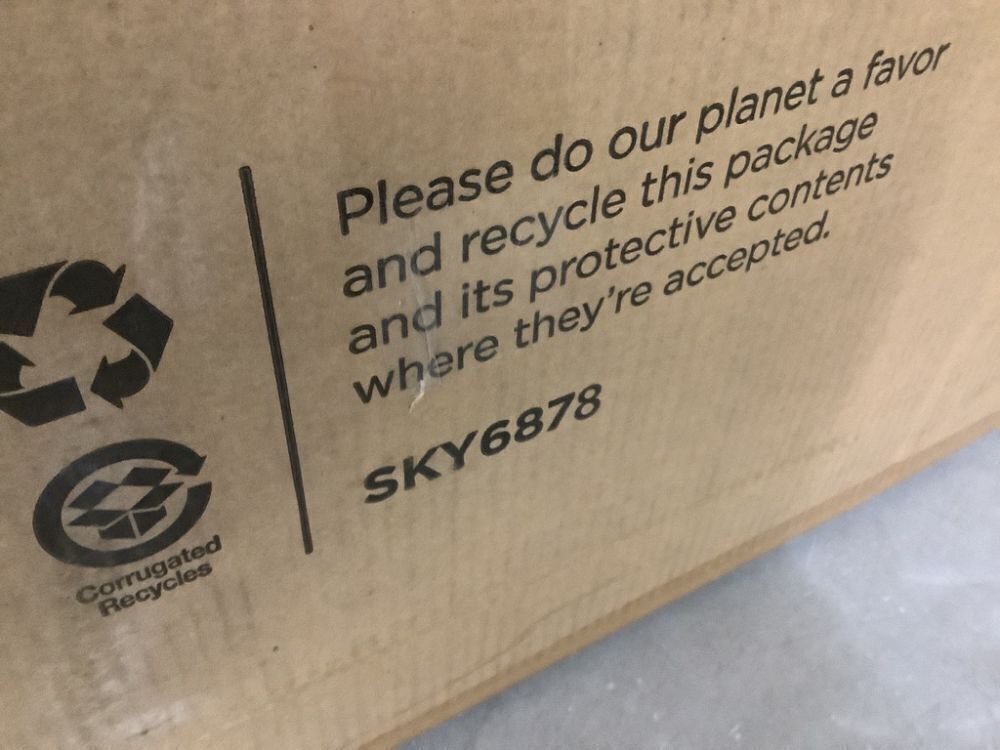 Please do our planet a favor
and recycle this package
and its protective contents
where they're accepted.
SKY6878
Corrugated
Recycles